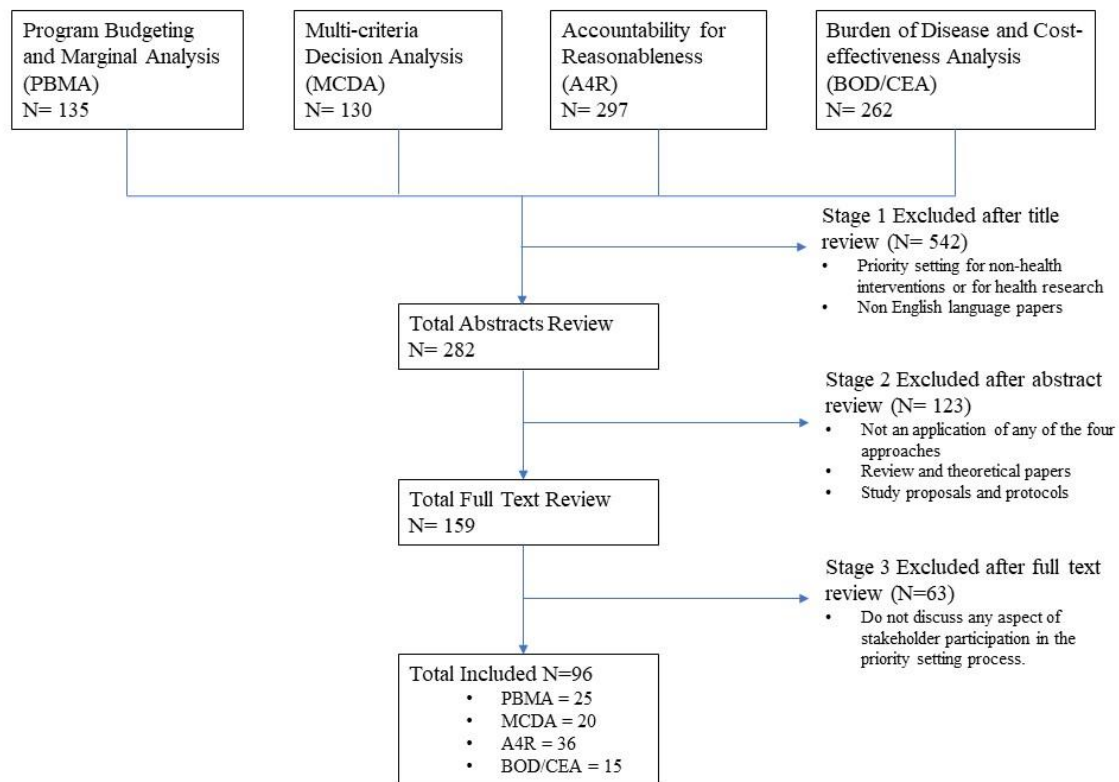 Program Budgeting
and Marginal Analysis
(PBMA)
N= 135
Multi-criteria
Decision Analysis
(MCDA)
N= 130
Accountability for
Reasonableness
(A4R)
N= 297
Burden of Disease and Cost-
effectiveness Analysis
(BOD/CEA)
N= 262
Stage 1 Excluded after title
review (N= 542)
• Priority setting for non-health
interventions or for health research
• Non English language papers
Total Abstracts Review
N= 282
Stage 2 Excluded after abstract
review (N= 123)
• Not an application of any of the four
approaches
• Review and theoretical papers
• Study proposals and protocols
Total Full Text Review
N= 159
Stage 3 Excluded after full text
review (N=63)
• Do not discuss any aspect of
stakeholder participation in the
priority setting process.
Total Included N=96
• PBMA = 25
• MCDA = 20
• A4R = 36
• BOD/CEA = 15